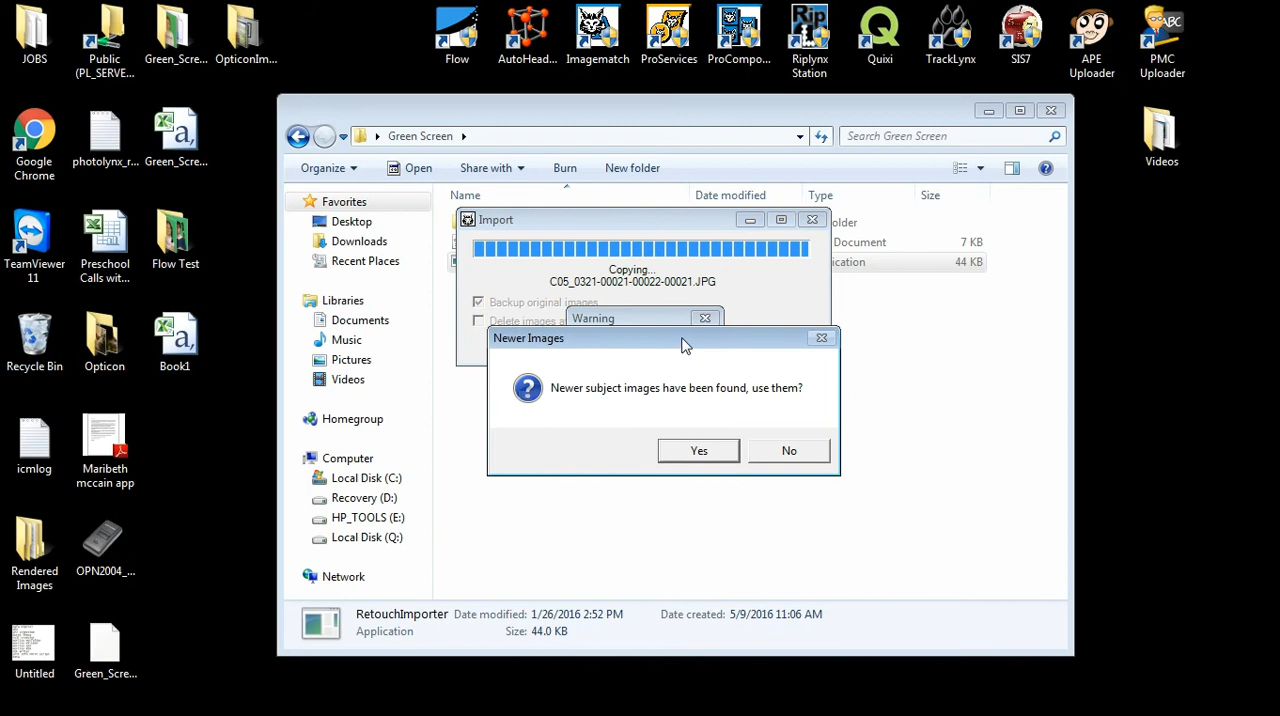 JOBS
Public
(PL_SERVE...
Green_Scre...
OpticonIm...
Flow
AutoHead...
Imagematch
ProServices
ProCompo...
Rip
lynx
Riplynx
Station
Quixi
TrackLynx
SIS7
APE
Uploader
ABC
PMC
Uploader
Google
Chrome
photolynx_r...
Green_Scre...
Videos
TeamViewer
11
Preschool
Calls wit...
Flow Test
Recycle Bin
Opticon
Book1
icmlog
Maribeth
mccain app
Rendered
Images
OPN2004_...
Untitled
Green_Scre...
Green Screen
Search Green Screen
Organize
Open
Share with
Burn
New folder
Name
Date modified
Type
Size
Favorites
Desktop
Downloads
Recent Places
Libraries
Documents
Music
Pictures
Videos
Homegroup
Computer
Local Disk (C:)
Recovery (D:)
HP_TOOLS (E:)
Local Disk (Q:)
Network
older
Document
7 KB
ication
44 KB
Import
Copying...
C05_0321-00021-00022-00021.JPG
Backup original images
Delete images a
Warning
Newer Images
Newer subject images have been found, use them?
Yes
No
RetouchImporter Date modified: 1/26/2016 2:52 PM Date created: 5/9/2016 11:06 AM
Application Size: 44.0 KB